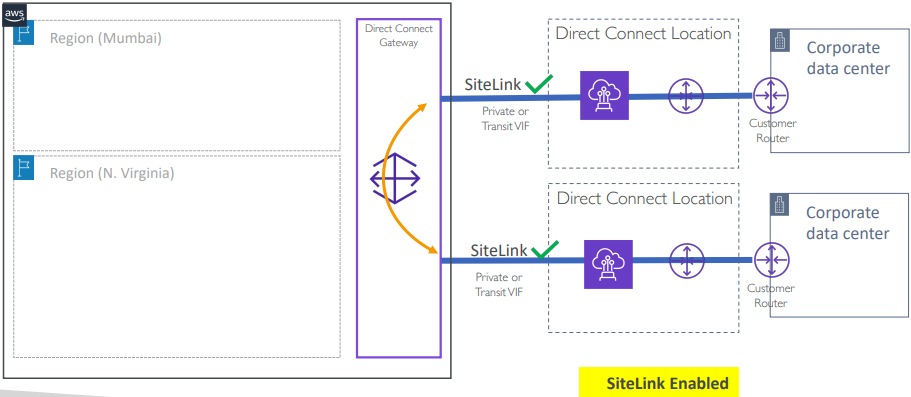 aws
Region (Mumbai)
Direct Connect
Gateway
SiteLink
Private or
Transit VIF
Direct Connect Location
Corporate
data center
Customer
Router
Region (N. Virginia)
SiteLink
Private or
Transit VIF
Direct Connect Location
Corporate
data center
Customer
Router
SiteLink Enabled